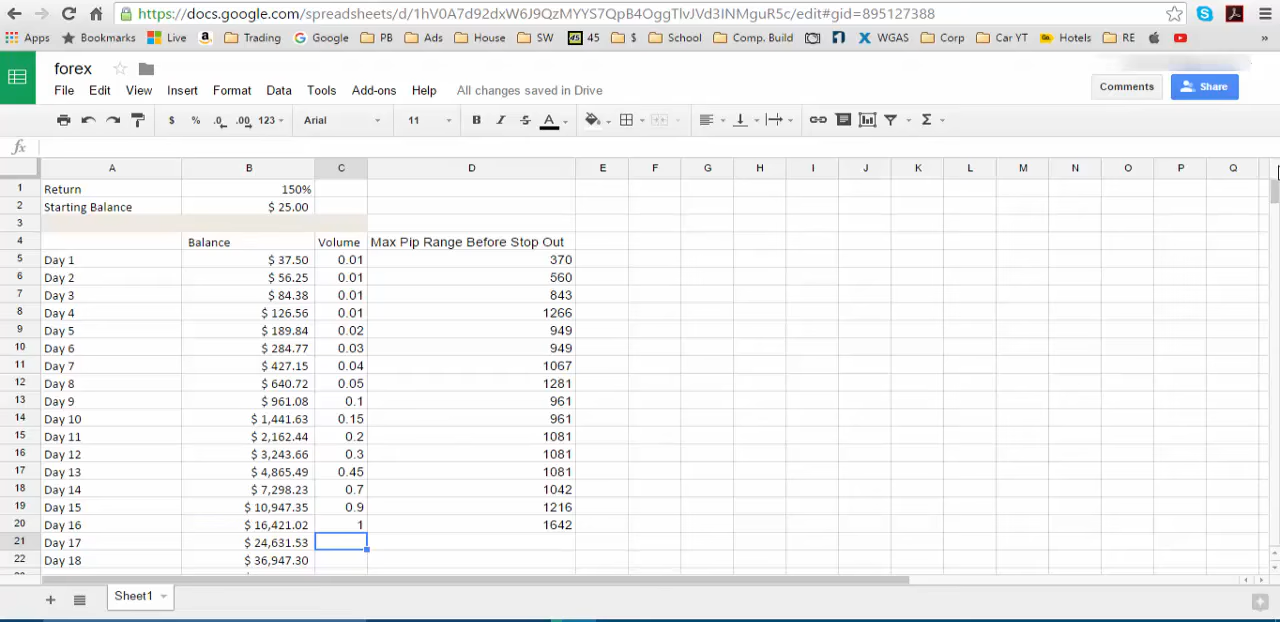 https://docs.google.com/spreadsheets/d/1hV0A7d92dxW6J8QzMYYS7QpB4OggTlvJVd3INMguR5c/edit#gid=895127388
Apps Bookmarks Live Trading Google PB Ads House SW 45 45 $ School Comp. Build WGAS Corp Car YT Hotels RE »
forex
File Edit View Insert Format Data Tools Add-ons Help All changes saved in Drive
Comments Share
$ % .0 .00 123 Arial 11 B I S A Σ
fx
A B C D E F G H I J K L M N O P Q
1 Return 150%
2 Starting Balance $ 25.00
3
4 Balance Volume Max Pip Range Before Stop Out
5 Day 1 $ 37.50 0.01 370
6 Day 2 $ 56.25 0.01 560
7 Day 3 $ 84.38 0.01 843
8 Day 4 $ 126.56 0.01 1266
9 Day 5 $ 189.84 0.02 949
10 Day 6 $ 284.77 0.03 949
11 Day 7 $ 427.15 0.04 1067
12 Day 8 $ 640.72 0.05 1281
13 Day 9 $ 961.08 0.1 961
14 Day 10 $ 1,441.63 0.15 961
15 Day 11 $ 2,162.44 0.2 1081
16 Day 12 $ 3,243.66 0.3 1081
17 Day 13 $ 4,865.49 0.45 1081
18 Day 14 $ 7,298.23 0.7 1042
19 Day 15 $ 10,947.35 0.9 1216
20 Day 16 $ 16,421.02 1 1642
21 Day 17 $ 24,631.53
22 Day 18 $ 36,947.30
Sheet1